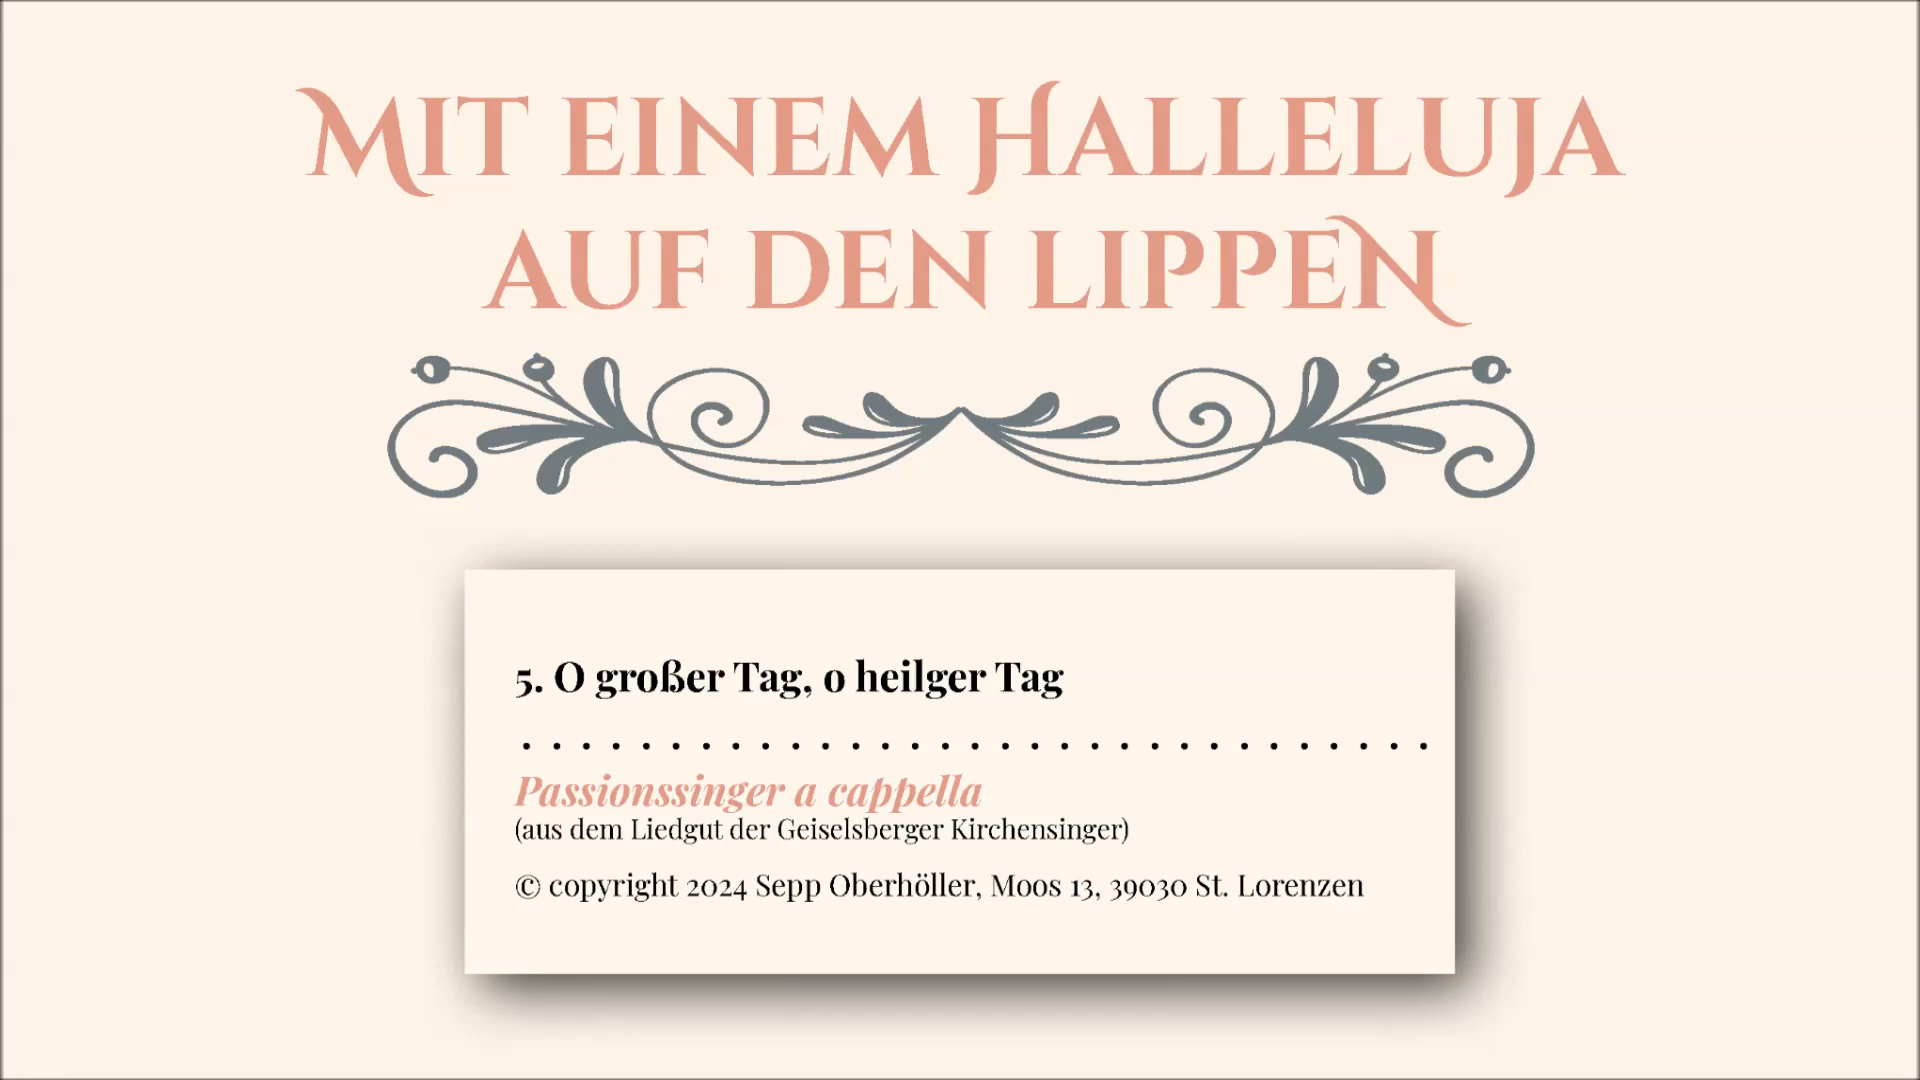 MIT EINEM HALLELUJA
AUF DEN LIPPEN
5. O großer Tag, o heilger Tag
Passionssinger a cappella
(aus dem Liedgut der Geiselsberger Kirchensinger)
© copyright 2024 Sepp Oberhöller, Moos 13, 39030 St. Lorenzen